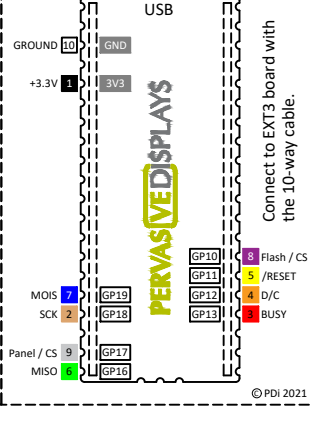 USB
GROUND 10 GND
+3.3V 1 3V3
Connect to EXT3 board with
the 10-way cable.
PERVASIVE DISPLAYS
GP10 8 Flash / CS
GP11 5 /RESET
MOIS 7 GP19 GP12 4 D/C
SCK 2 GP18 GP13 3 BUSY
Panel / CS 9 GP17
MISO 6 GP16
© PDi 2021